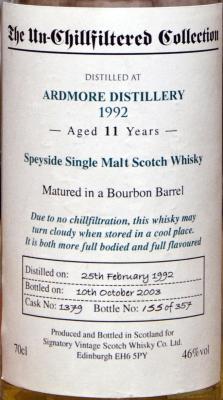 The Un-Chillfiltered Collection
DISTILLED AT
ARDMORE DISTILLERY
1992
— Aged 11 Years —
Speyside Single Malt Scotch Whisky
Matured in a Bourbon Barrel
Due to no chillfiltration, this whisky may
turn cloudy when stored in a cool place.
It is both more full bodied and full flavoured
Distilled on: 25th February 1992
Bottled on: 10th October 2003
Cask No: 1379 Bottle No: 155 of 357
Produced and Bottled in Scotland for
70cl Signatory Vintage Scotch Whisky Co. Ltd. 46%vol
Edinburgh EH6 5PY